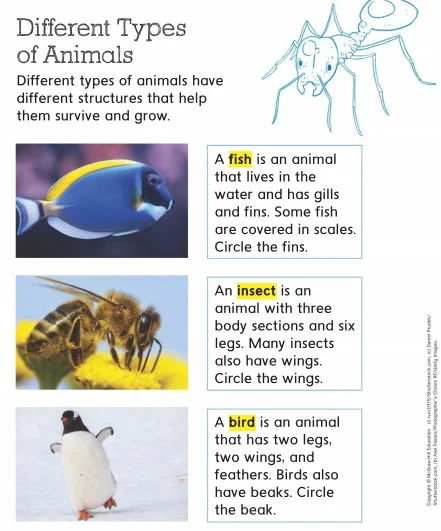 Different Types
of Animals
Different types of animals have
different structures that help
them survive and grow.
A fish is an animal
that lives in the
water and has gills
and fins. Some fish
are covered in scales.
Circle the fins.
An insect is an
animal with three
body sections and six
legs. Many insects
also have wings.
Circle the wings.
A bird is an animal
that has two legs,
two wings, and
feathers. Birds also
have beaks. Circle
the beak.
Copyright © McGraw-Hill Education